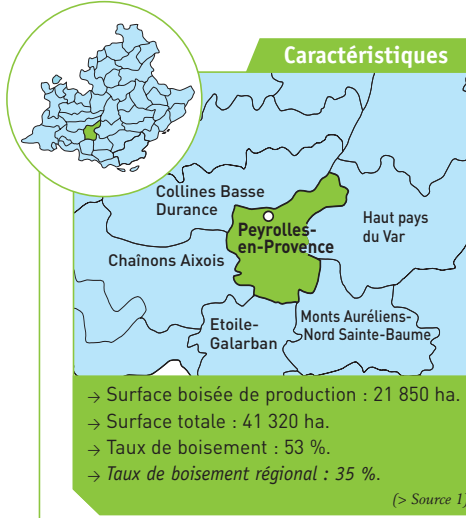 Caractéristiques
Collines Basse
Durance
Peyrolles-
en-Provence
Haut pays
du Var
Chaînons Aixois
Etoile-
Galarban
Monts Auréliens-
Nord Sainte-Baume
→ Surface boisée de production : 21 850 ha.
→ Surface totale : 41 320 ha.
→ Taux de boisement : 53 %.
→ Taux de boisement régional : 35 %.
(> Source 1)